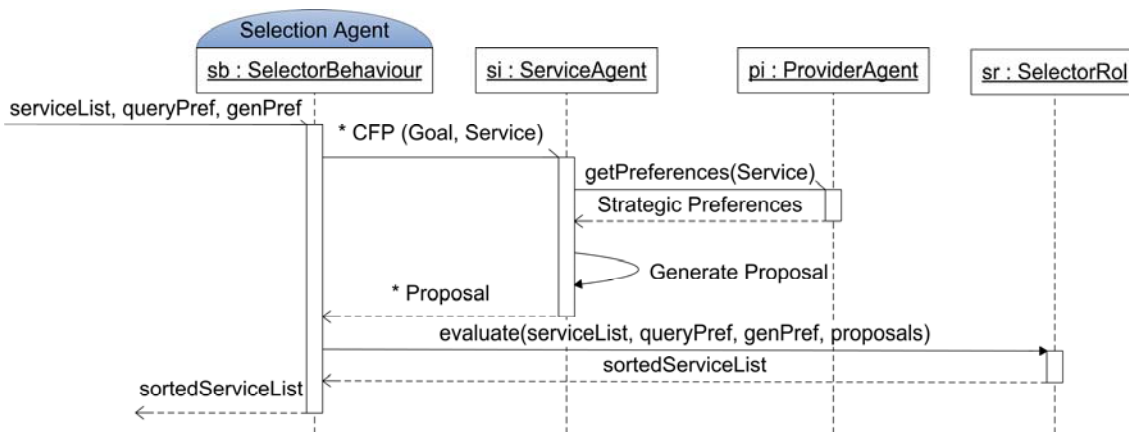 Selection Agent
sb : SelectorBehaviour
si : ServiceAgent
pi : ProviderAgent
sr : SelectorRol
serviceList, queryPref, genPref
* CFP (Goal, Service)
getPreferences(Service)
Strategic Preferences
Generate Proposal
* Proposal
evaluate(serviceList, queryPref, genPref, proposals)
sortedServiceList
sortedServiceList